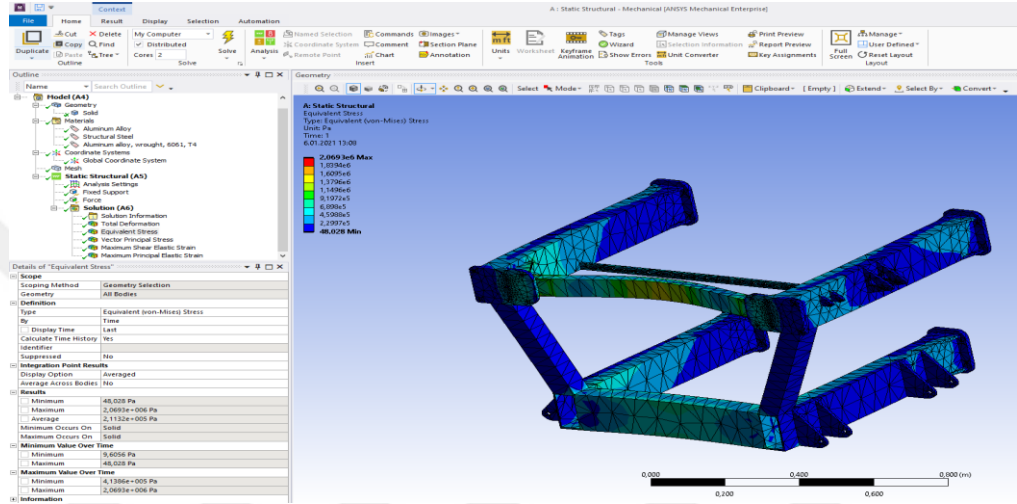 A : Static Structural - Mechanical [ANSYS Mechanical Enterprise]
Context
File Home Result Display Selection Automation
Duplicate
Cut
Copy
Paste
Delete
Find
Tree
Outline
My Computer
Distributed
Cores 2
Solve
Solve
Analysis
Named Selection
Coordinate System
Remote Point
Commands
Comment
Chart
Images
Section Plane
Annotation
Insert
Units
Worksheet
Keyframe
Animation
Tags
Wizard
Show Errors
Manage Views
Selection Information
Unit Converter
Print Preview
Report Preview
Key Assignments
Tools
Full
Screen
Manage
User Defined
Reset Layout
Layout
Outline
Name Search Outline
Model (A4)
Geometry
Solid
Materials
Aluminum Alloy
Structural Steel
Aluminum alloy, wrought, 6061, T4
Coordinate Systems
Global Coordinate System
Mesh
Static Structural (A5)
Analysis Settings
Fixed Support
Force
Solution (A6)
Solution Information
Total Deformation
Equivalent Stress
Vector Principal Stress
Maximum Shear Elastic Strain
Maximum Principal Elastic Strain
Details of "Equivalent Stress"
Scope
Scoping Method Geometry Selection
Geometry All Bodies
Definition
Type Equivalent (von-Mises) Stress
By Time
Display Time Last
Calculate Time History Yes
Identifier
Suppressed No
Integration Point Results
Display Option Averaged
Average Across Bodies No
Results
Minimum 48,028 Pa
Maximum 2,0693e+006 Pa
Average 2,1132e+005 Pa
Minimum Occurs On Solid
Maximum Occurs On Solid
Minimum Value Over Time
Minimum 9,6056 Pa
Maximum 48,028 Pa
Maximum Value Over Time
Minimum 4,1386e+005 Pa
Maximum 2,0693e+006 Pa
Information
Geometry
Select Mode Clipboard [ Empty ] Extend Select By Convert
A: Static Structural
Equivalent Stress
Type: Equivalent (von-Mises) Stress
Unit: Pa
Time: 1
6.01.2021 13:09
2,0693e6 Max
1,8394e6
1,6095e6
1,3796e6
1,1496e6
9,1972e5
6,898e5
4,5988e5
2,2997e5
48,028 Min
0,000 0,400 0,800 (m)
0,200 0,600